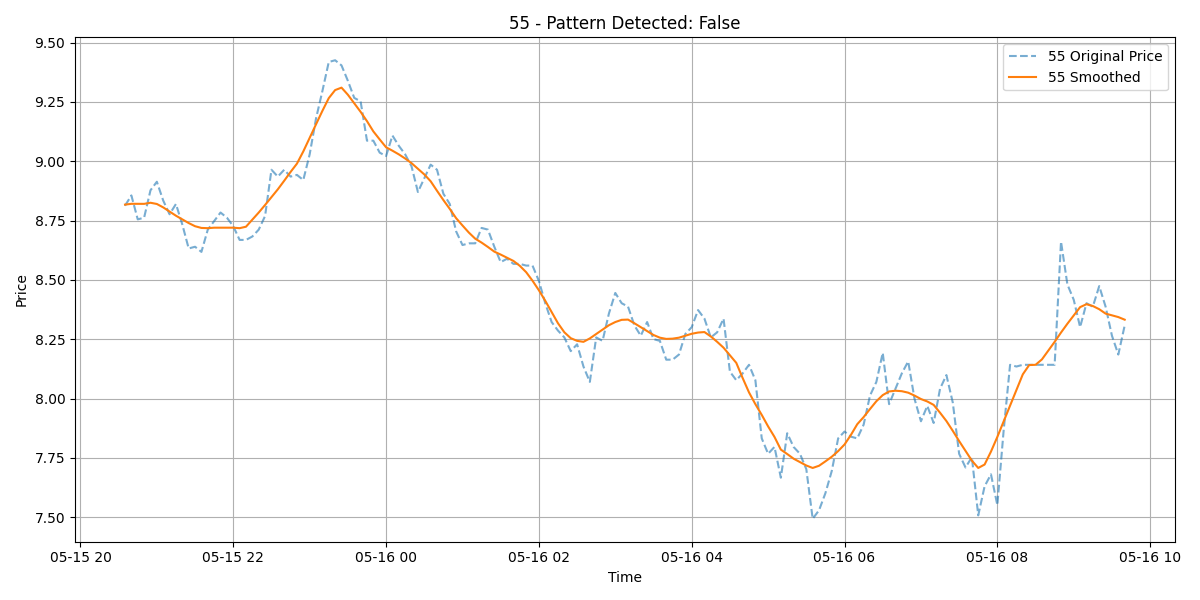 55 - Pattern Detected: False
55 Original Price
55 Smoothed
Price
9.50
9.25
9.00
8.75
8.50
8.25
8.00
7.75
7.50
05-15 20 05-15 22 05-16 00 05-16 02 05-16 04 05-16 06 05-16 08 05-16 10
Time